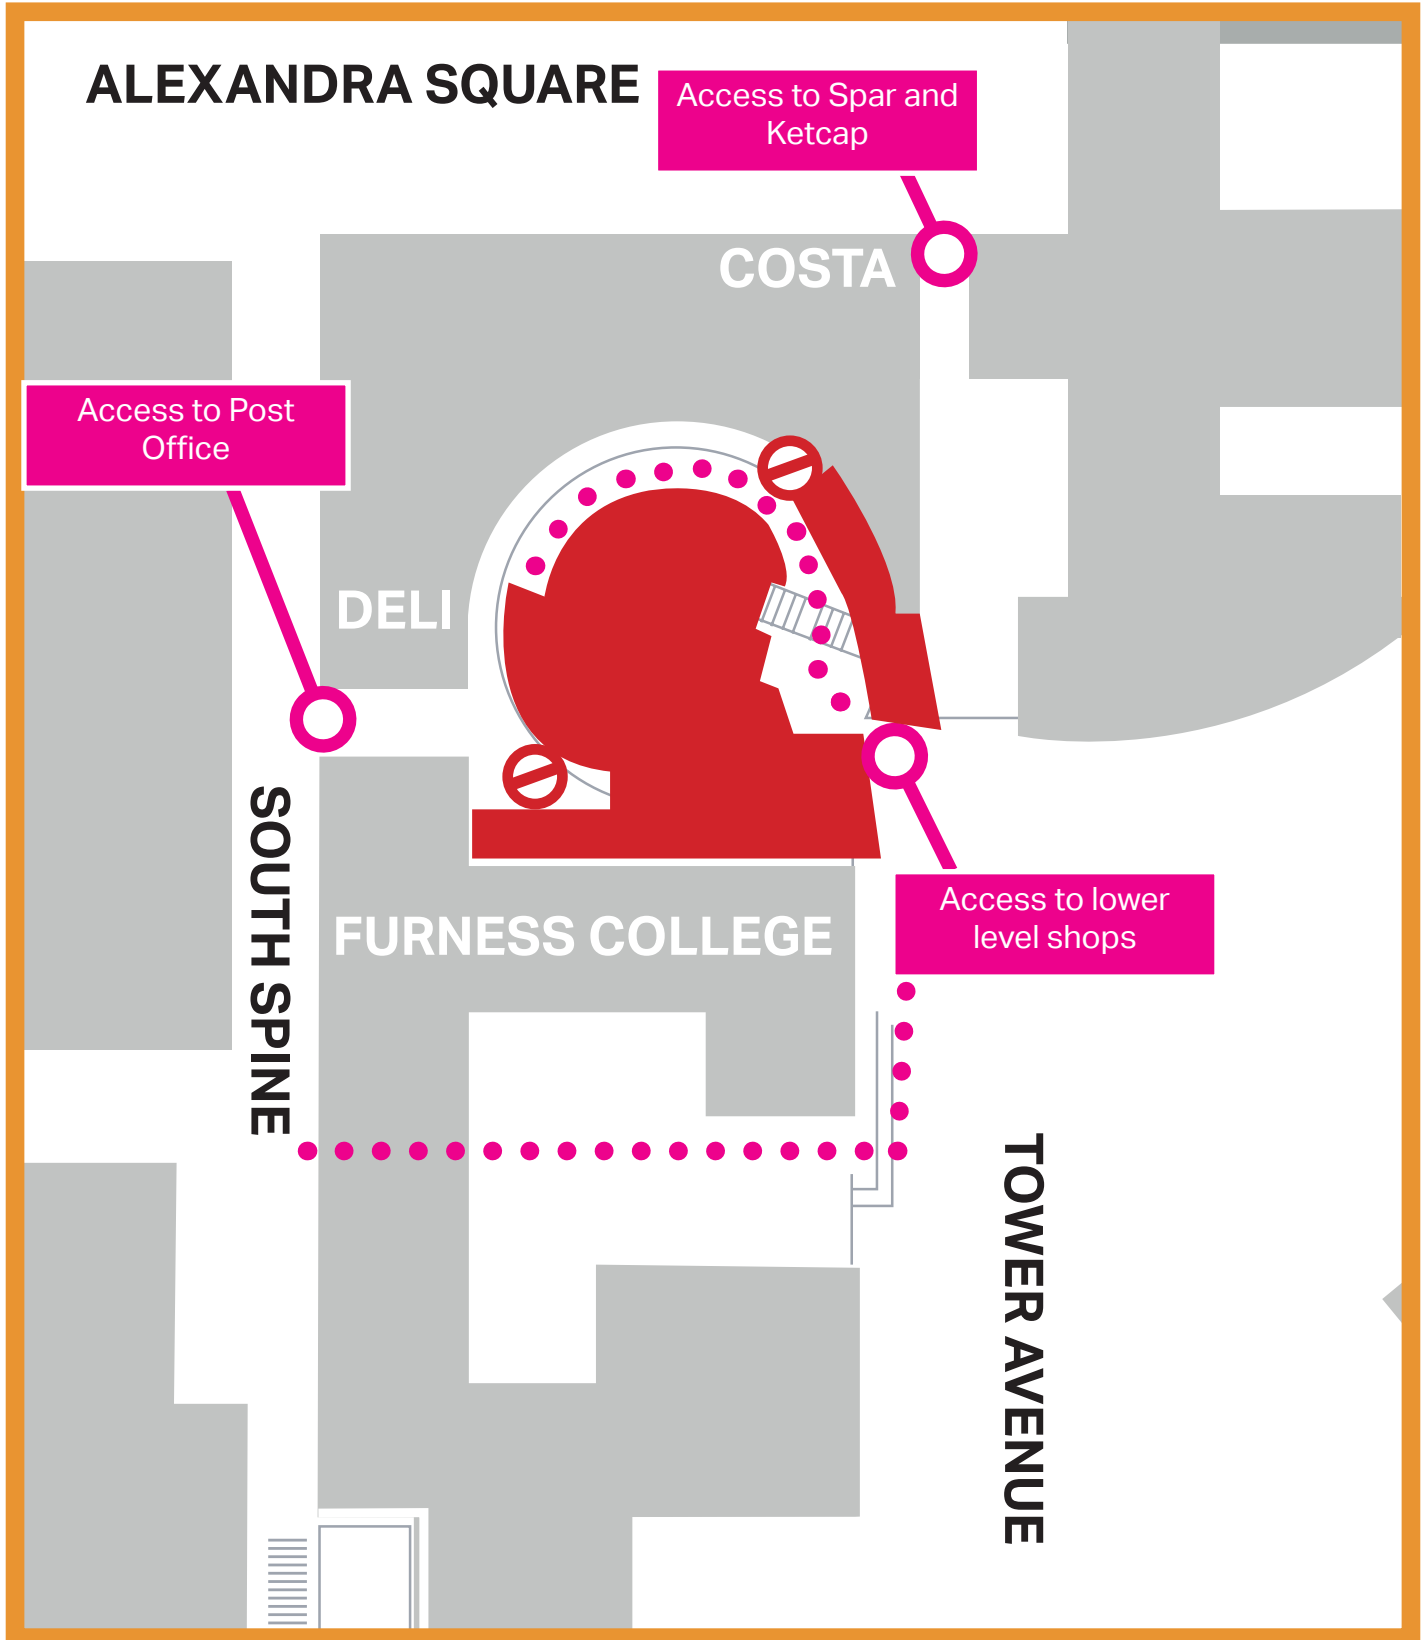 ALEXANDRA SQUARE
Access to Spar and
Ketcap
COSTA
Access to Post
Office
DELI
SOUTH SPINE
FURNESS COLLEGE
Access to lower
level shops
TOWER AVENUE